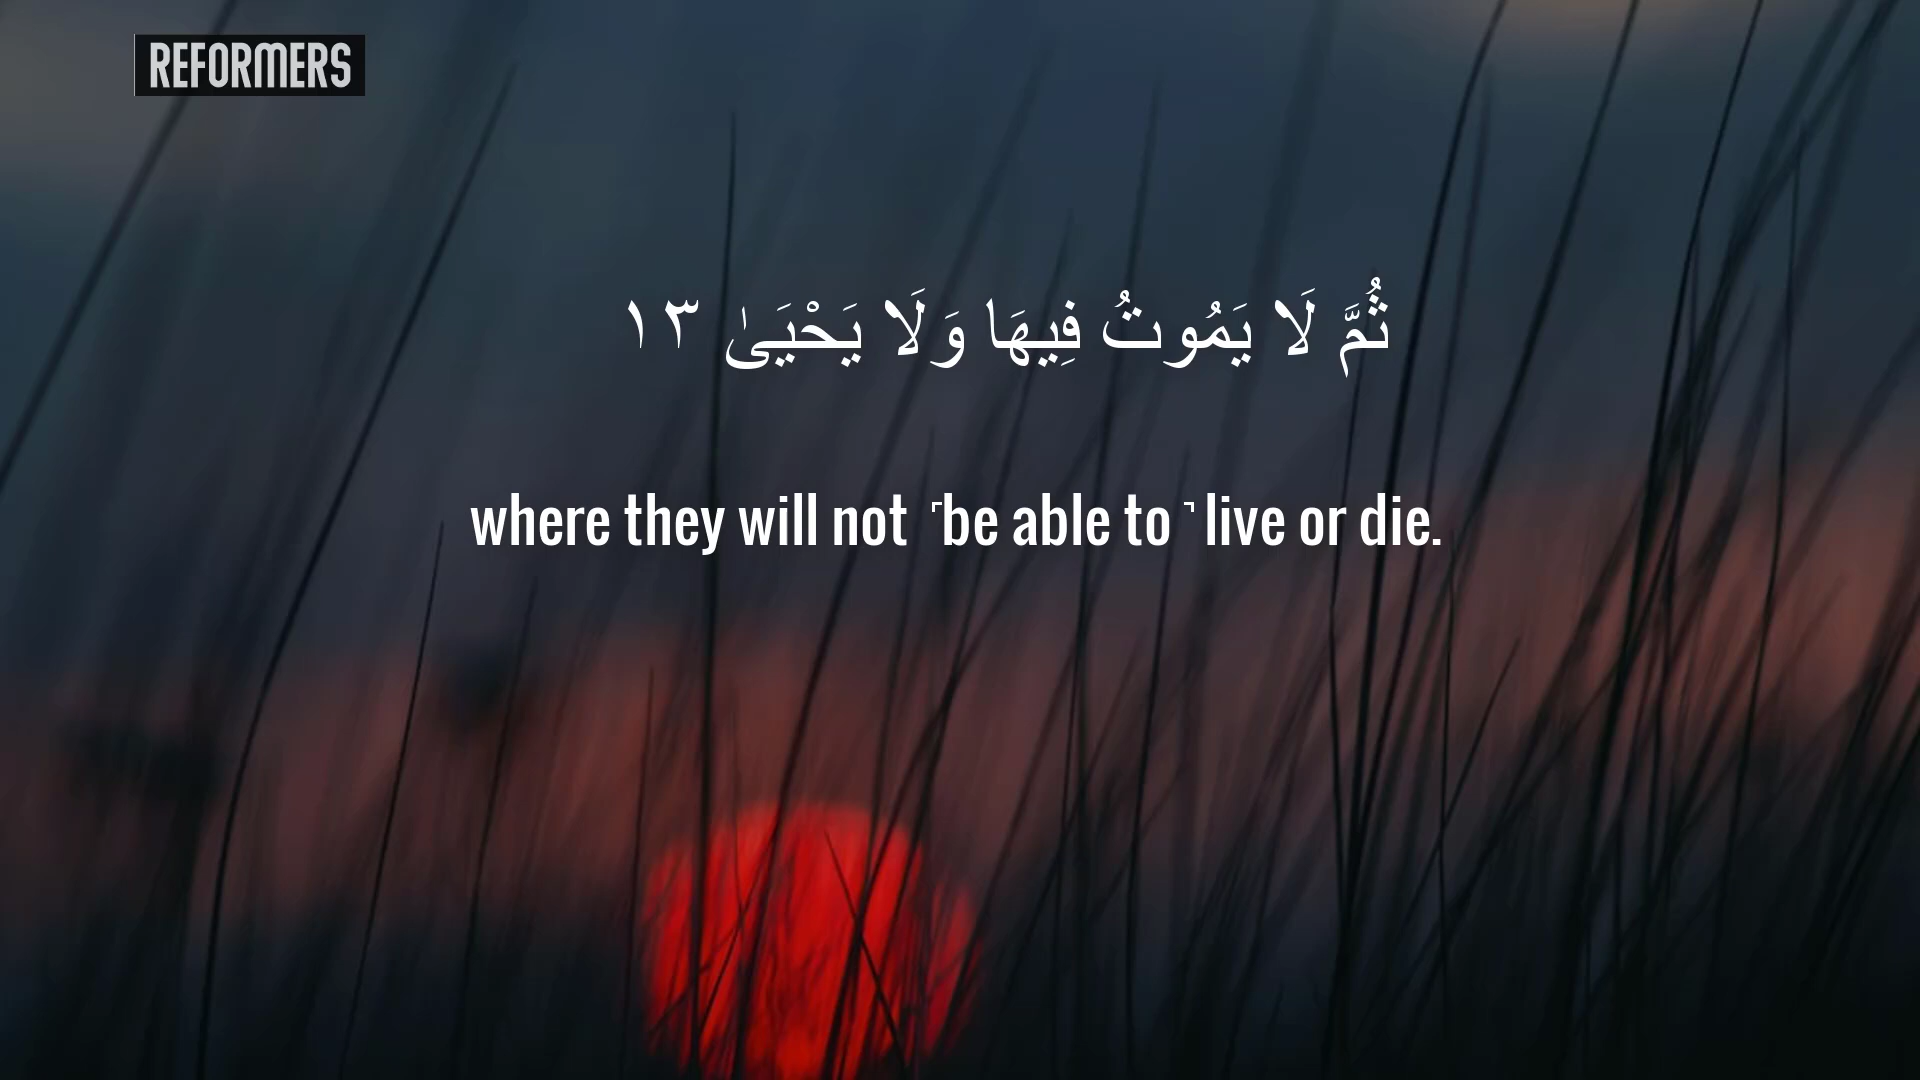 REFORMERS
ثُمَّ لَا يَمُوتُ فِيهَا وَلَا يَحْيَىٰ ١٣
where they will not ⸢be able to⸣ live or die.